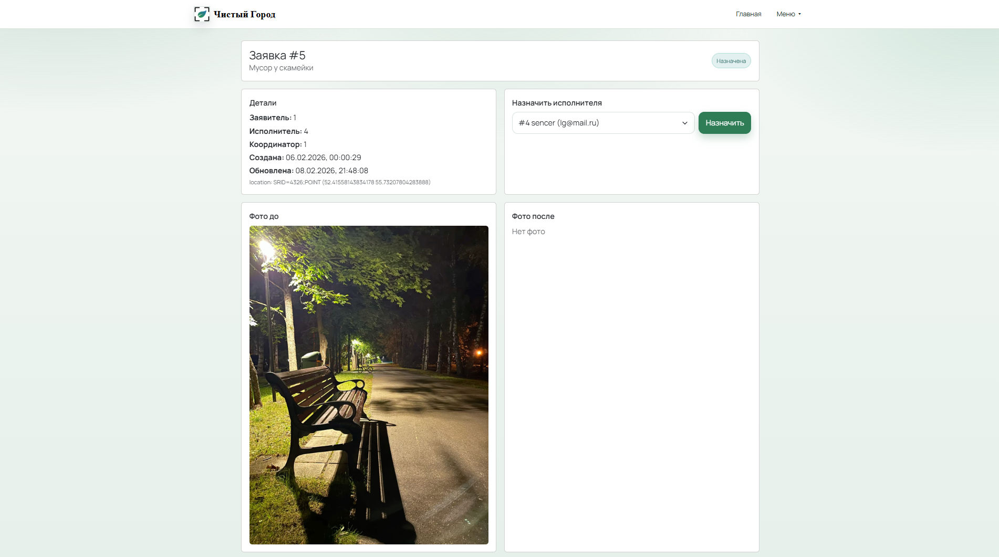 Чистый Город
Главная
Меню
Заявка #5
Мусор у скамейки
Назначена
Детали
Заявитель: 1
Исполнитель: 4
Координатор: 1
Создана: 06.02.2026, 00:00:29
Обновлена: 08.02.2026, 21:48:08
location: SRID=4326;POINT (52.41558143834178 55.73207804283888)
Назначить исполнителя
#4 sencer (lg@mail.ru)
Назначить
Фото до
Фото после
Нет фото